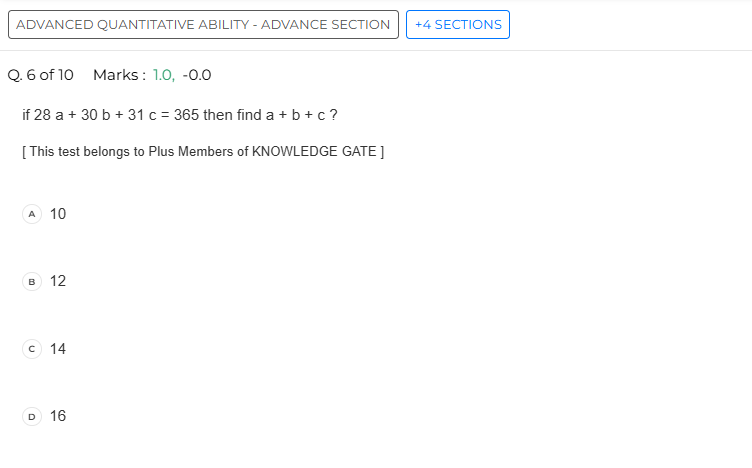 ADVANCED QUANTITATIVE ABILITY - ADVANCE SECTION +4 SECTIONS
Q. 6 of 10 Marks : 1.0, -0.0
if 28 a + 30 b + 31 c = 365 then find a + b + c ?
[ This test belongs to Plus Members of KNOWLEDGE GATE ]
A 10
B 12
C 14
D 16